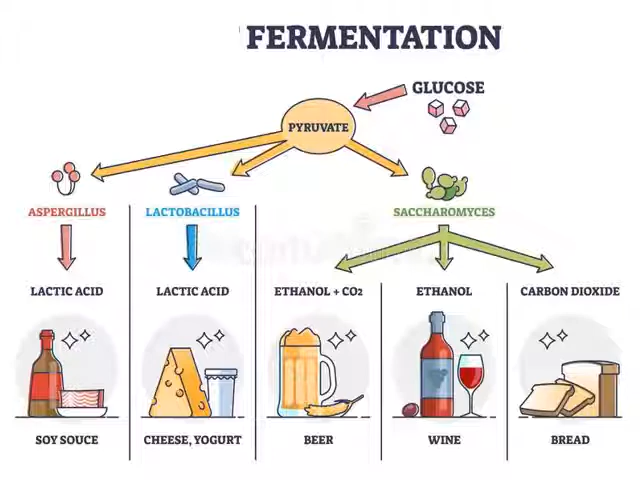 FERMENTATION
GLUCOSE
PYRUVATE
ASPERGILLUS
LACTOBACILLUS
SACCHAROMYCES
LACTIC ACID
LACTIC ACID
ETHANOL + CO2
ETHANOL
CARBON DIOXIDE
SOY SOUCE
CHEESE, YOGURT
BEER
WINE
BREAD